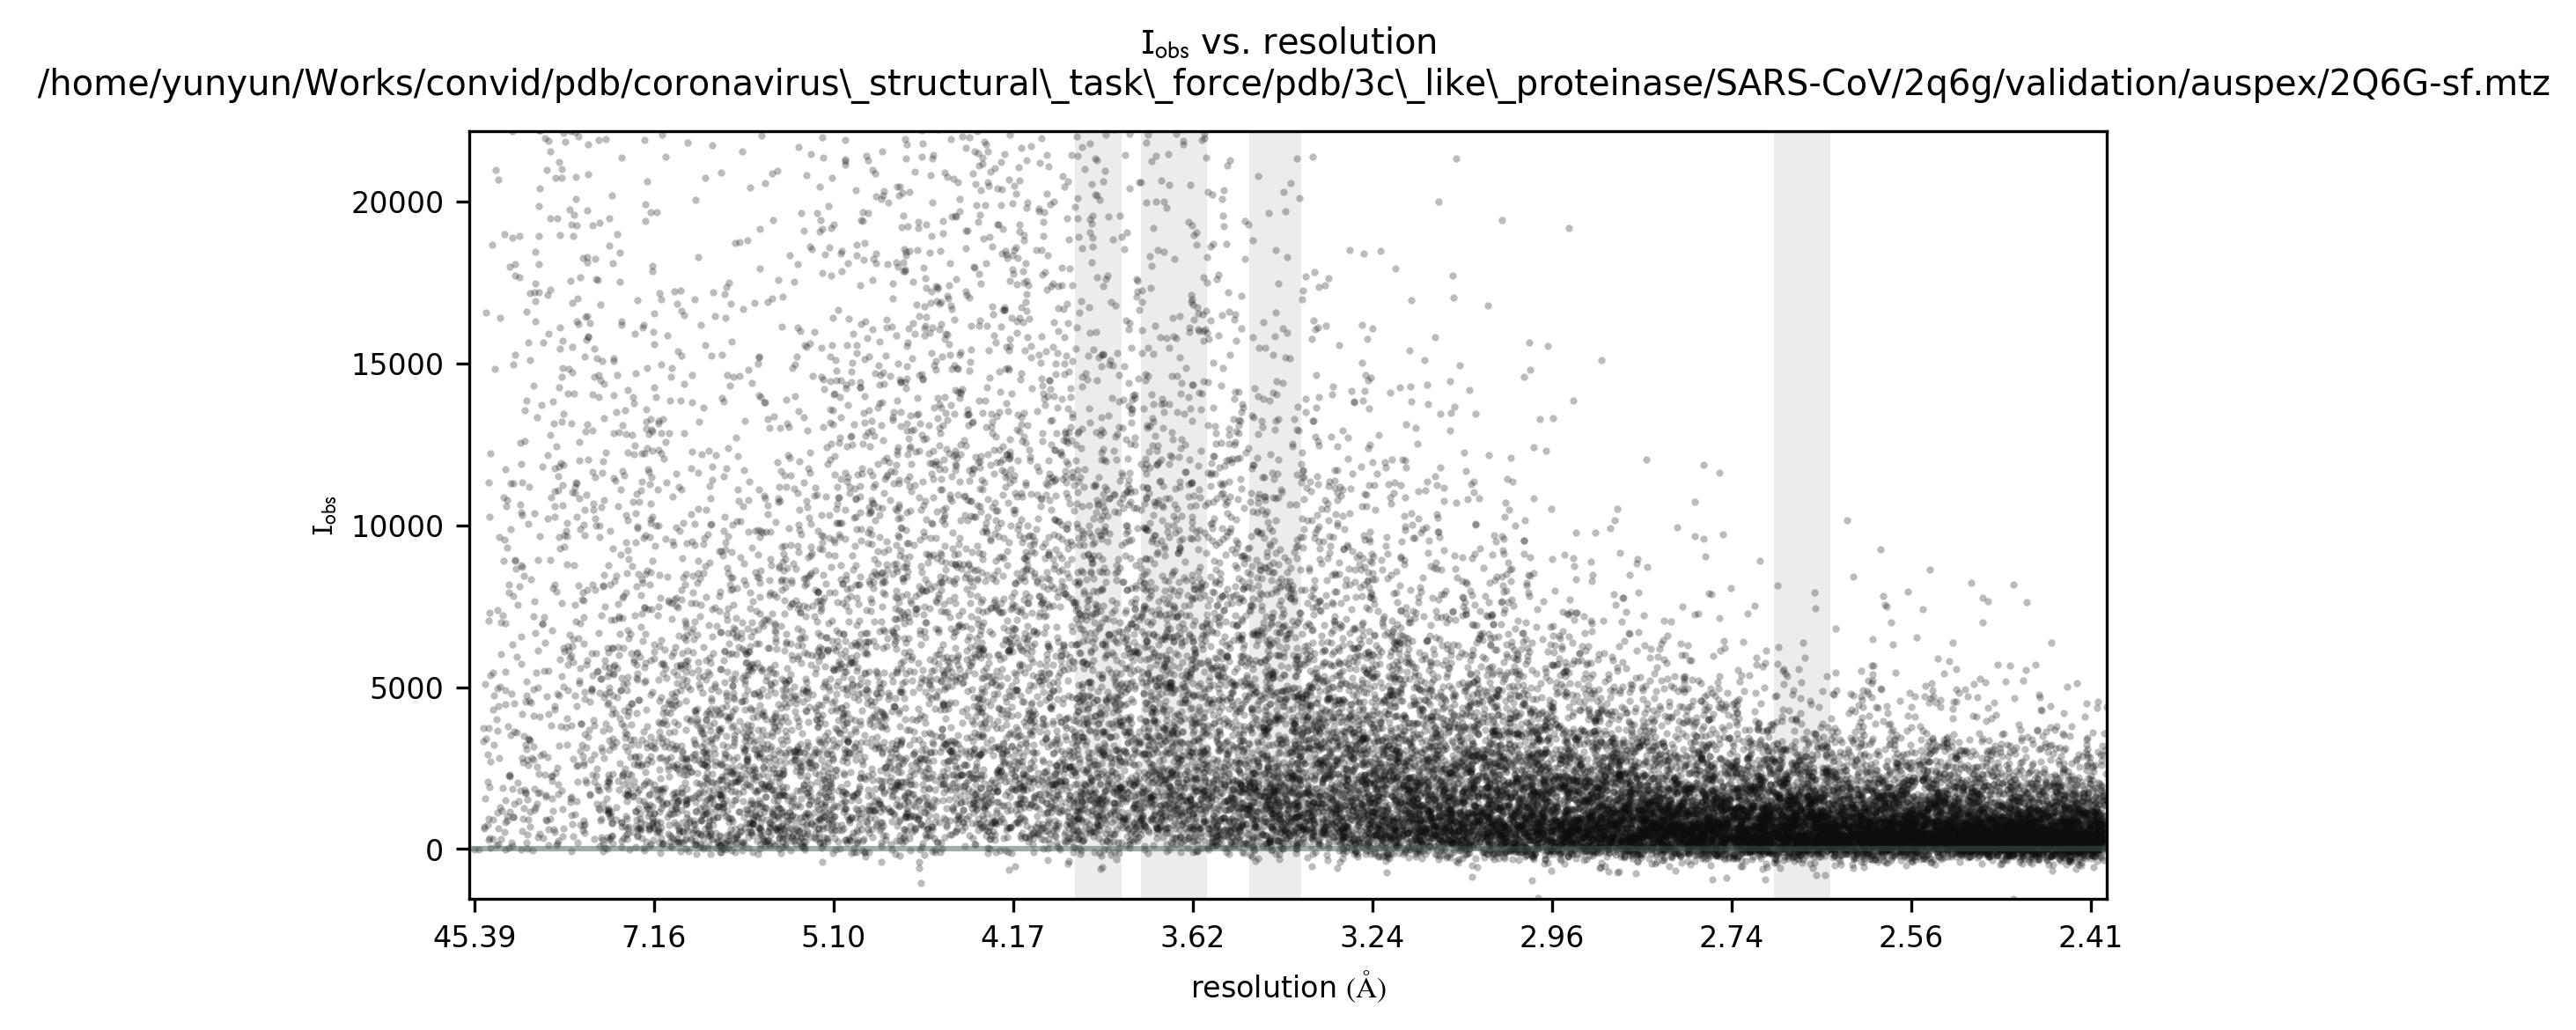 I_obs vs. resolution
/home/yunyun/Works/convid/pdb/coronavirus\_structural\_task\_force/pdb/3c\_like\_proteinase/SARS-CoV/2q6g/validation/auspex/2Q6G-sf.mtz
20000
15000
10000
5000
0
I_obs
45.39 7.16 5.10 4.17 3.62 3.24 2.96 2.74 2.56 2.41
resolution (Å)